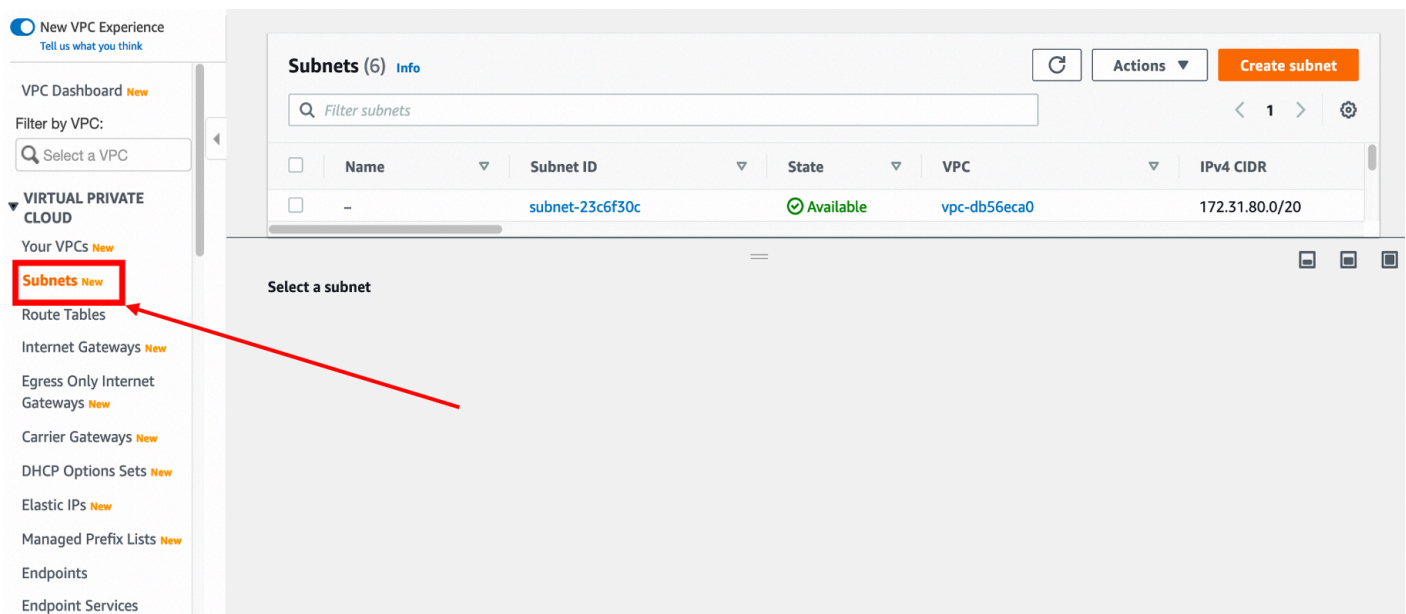 New VPC Experience
Tell us what you think
VPC Dashboard New
Filter by VPC:
Select a VPC
VIRTUAL PRIVATE
CLOUD
Your VPCs New
Subnets New
Route Tables
Internet Gateways New
Egress Only Internet
Gateways New
Carrier Gateways New
DHCP Options Sets New
Elastic IPs New
Managed Prefix Lists New
Endpoints
Endpoint Services
Subnets (6) Info
Actions
Create subnet
Filter subnets
1
Name Subnet ID State VPC IPv4 CIDR
– subnet-23c6f30c Available vpc-db56eca0 172.31.80.0/20
Select a subnet